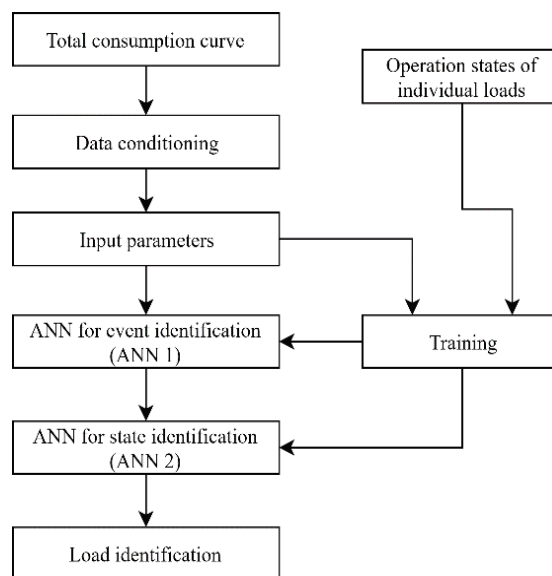 Total consumption curve
Operation states of
individual loads
Data conditioning
Input parameters
ANN for event identification
(ANN 1)
Training
ANN for state identification
(ANN 2)
Load identification